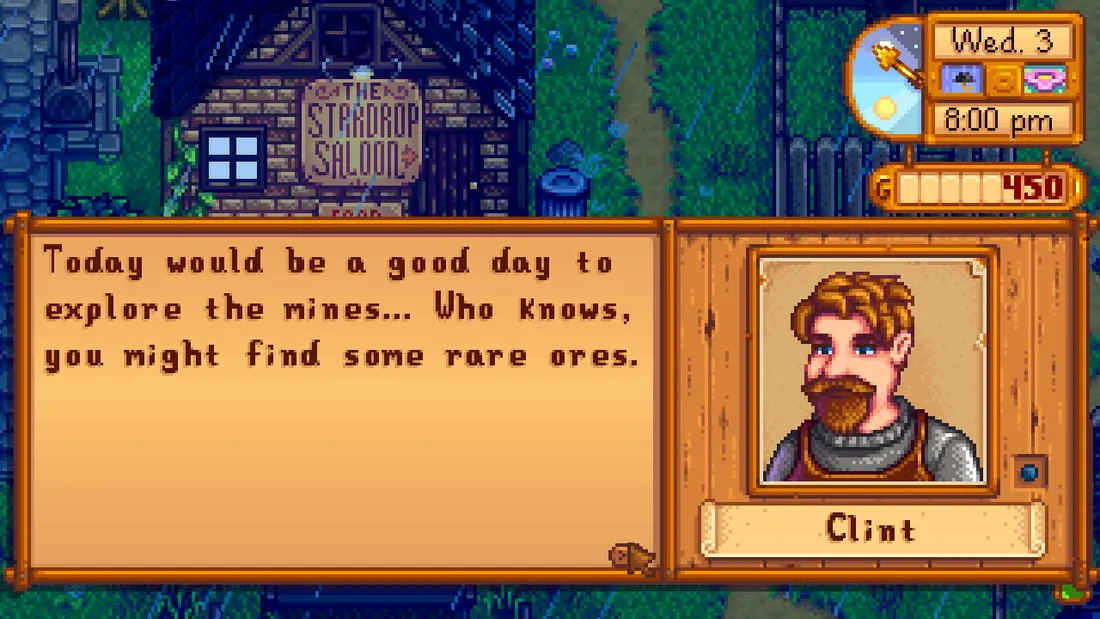 THE
STARDROP
SALOON
Wed. 3
8:00 pm
G 450
Today would be a good day to
explore the mines... Who knows,
you might find some rare ores.
Clint